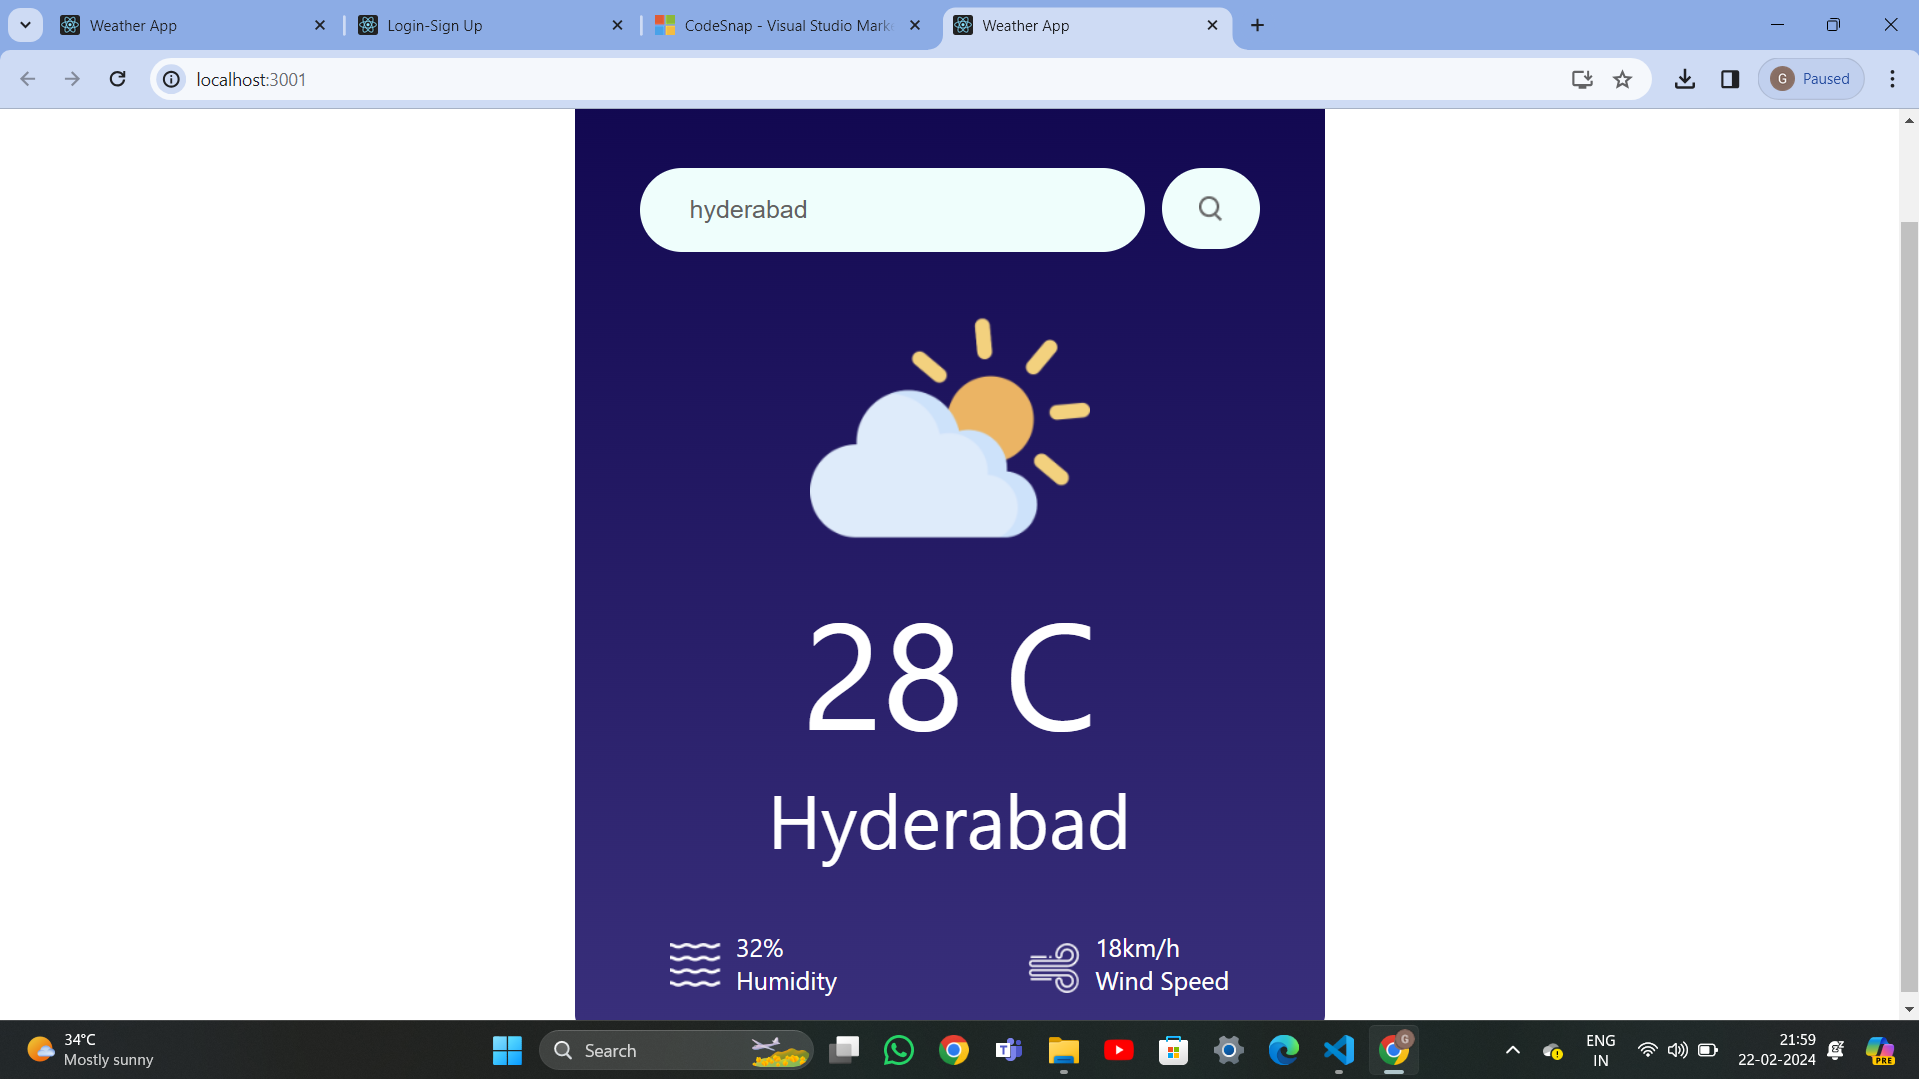 Weather App
Login-Sign Up
CodeSnap - Visual Studio Mark
Weather App
localhost:3001
G Paused
hyderabad
28 C
Hyderabad
32%
Humidity
18km/h
Wind Speed
34°C
Mostly sunny
Search
G
ENG
IN
21:59
22-02-2024
PRE